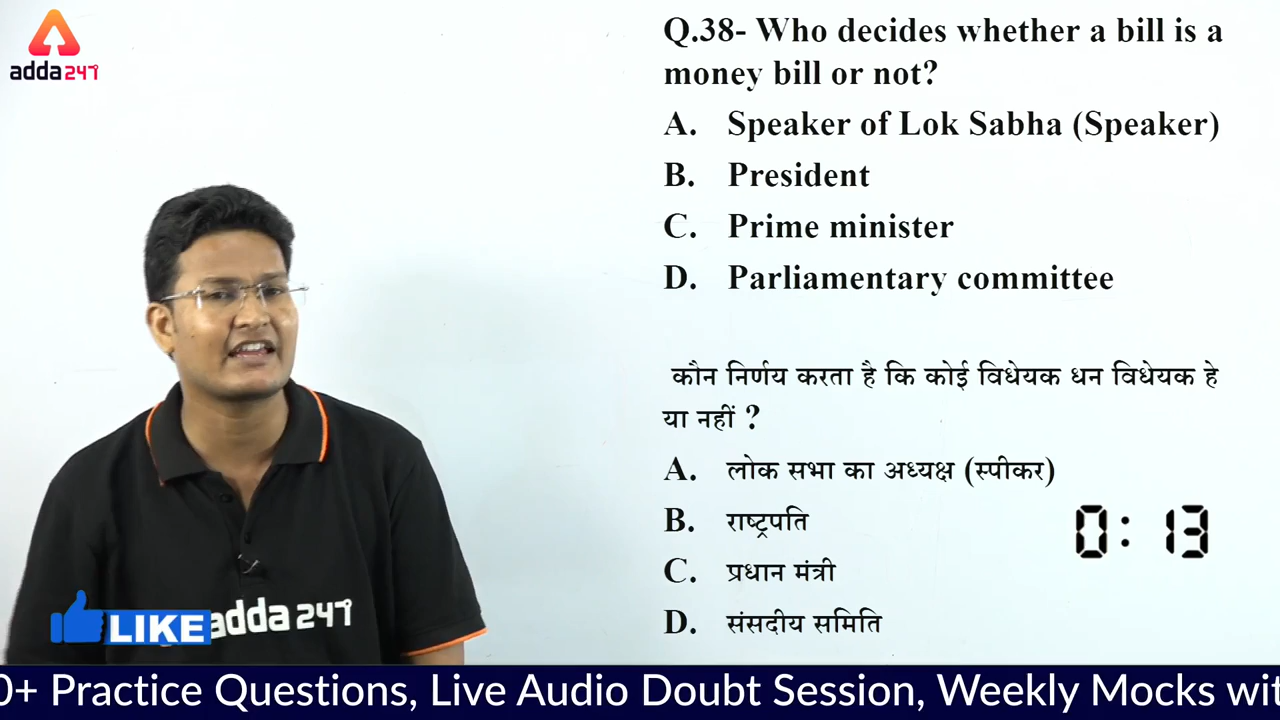 adda247
Q.38- Who decides whether a bill is a
money bill or not?
A. Speaker of Lok Sabha (Speaker)
B. President
C. Prime minister
D. Parliamentary committee
कौन निर्णय करता है कि कोई विधेयक धन विधेयक हे
या नहीं ?
A. लोक सभा का अध्यक्ष (स्पीकर)
B. राष्ट्रपति
C. प्रधान मंत्री
D. संसदीय समिति
0: 13
adda247
LIKE
0+ Practice Questions, Live Audio Doubt Session, Weekly Mocks wit